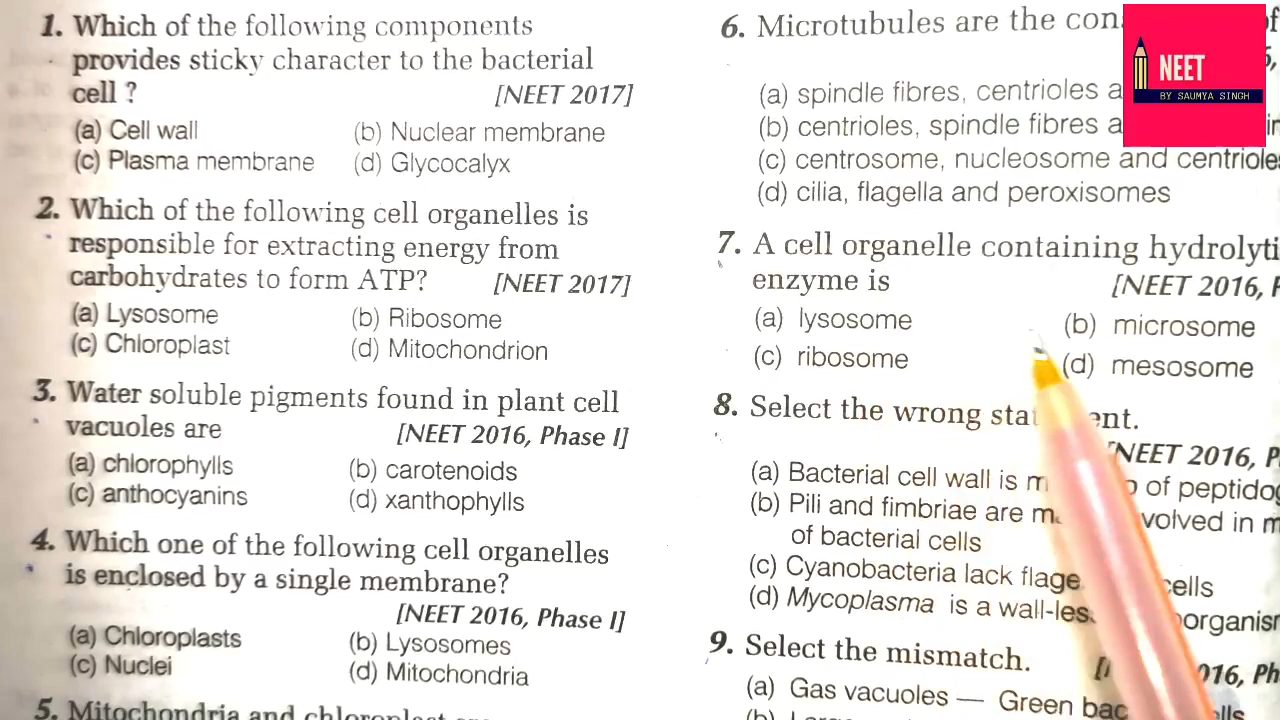 1. Which of the following components
provides sticky character to the bacterial
cell ? [NEET 2017]
(a) Cell wall (b) Nuclear membrane
(c) Plasma membrane (d) Glycocalyx
2. Which of the following cell organelles is
responsible for extracting energy from
carbohydrates to form ATP? [NEET 2017]
(a) Lysosome (b) Ribosome
(c) Chloroplast (d) Mitochondrion
3. Water soluble pigments found in plant cell
vacuoles are [NEET 2016, Phase I]
(a) chlorophylls (b) carotenoids
(c) anthocyanins (d) xanthophylls
4. Which one of the following cell organelles
is enclosed by a single membrane?
[NEET 2016, Phase I]
(a) Chloroplasts (b) Lysosomes
(c) Nuclei (d) Mitochondria
5. Mitochondria and chloroplast are
6. Microtubules are the con of
(a) spindle fibres, centrioles a
(b) centrioles, spindle fibres a
(c) centrosome, nucleosome and centrioles
(d) cilia, flagella and peroxisomes
7. A cell organelle containing hydrolyti
enzyme is [NEET 2016, P
(a) lysosome (b) microsome
(c) ribosome (d) mesosome
8. Select the wrong sta ent.
NEET 2016, P
(a) Bacterial cell wall is m of peptidog
(b) Pili and fimbriae are m volved in m
of bacterial cells
(c) Cyanobacteria lack flage cells
(d) Mycoplasma is a wall-les organism
9. Select the mismatch. 016, Ph
(a) Gas vacuoles — Green bac lls
NEET
BY SAUMYA SINGH